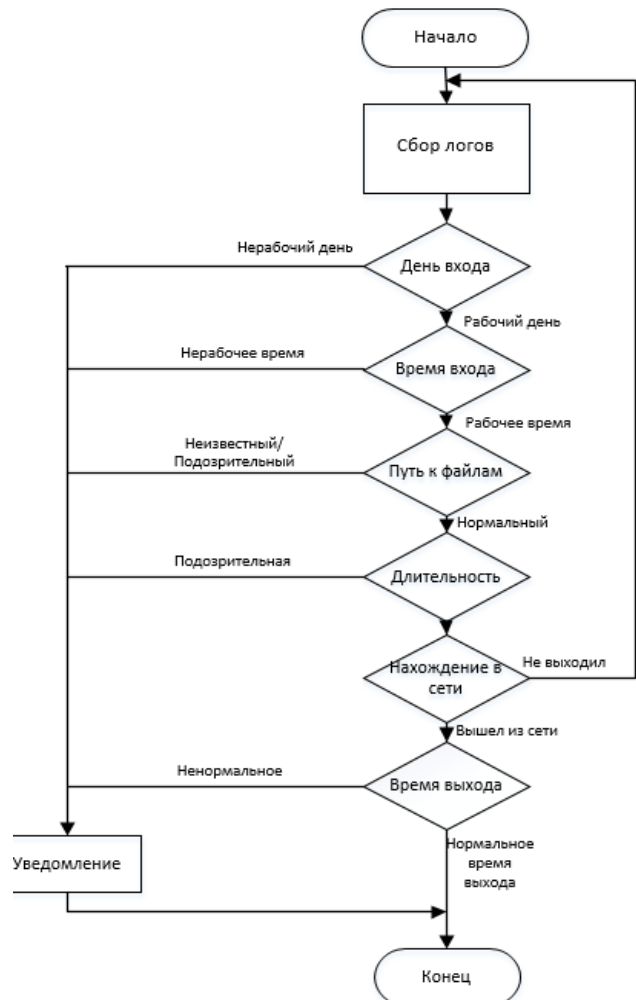 Начало
Сбор логов
Нерабочий день
День входа
Рабочий день
Нерабочее время
Время входа
Рабочее время
Неизвестный/
Подозрительный
Путь к файлам
Нормальный
Подозрительная
Длительность
Нахождение в
сети
Не выходил
Вышел из сети
Ненормальное
Время выхода
Нормальное
время
выхода
Уведомление
Конец